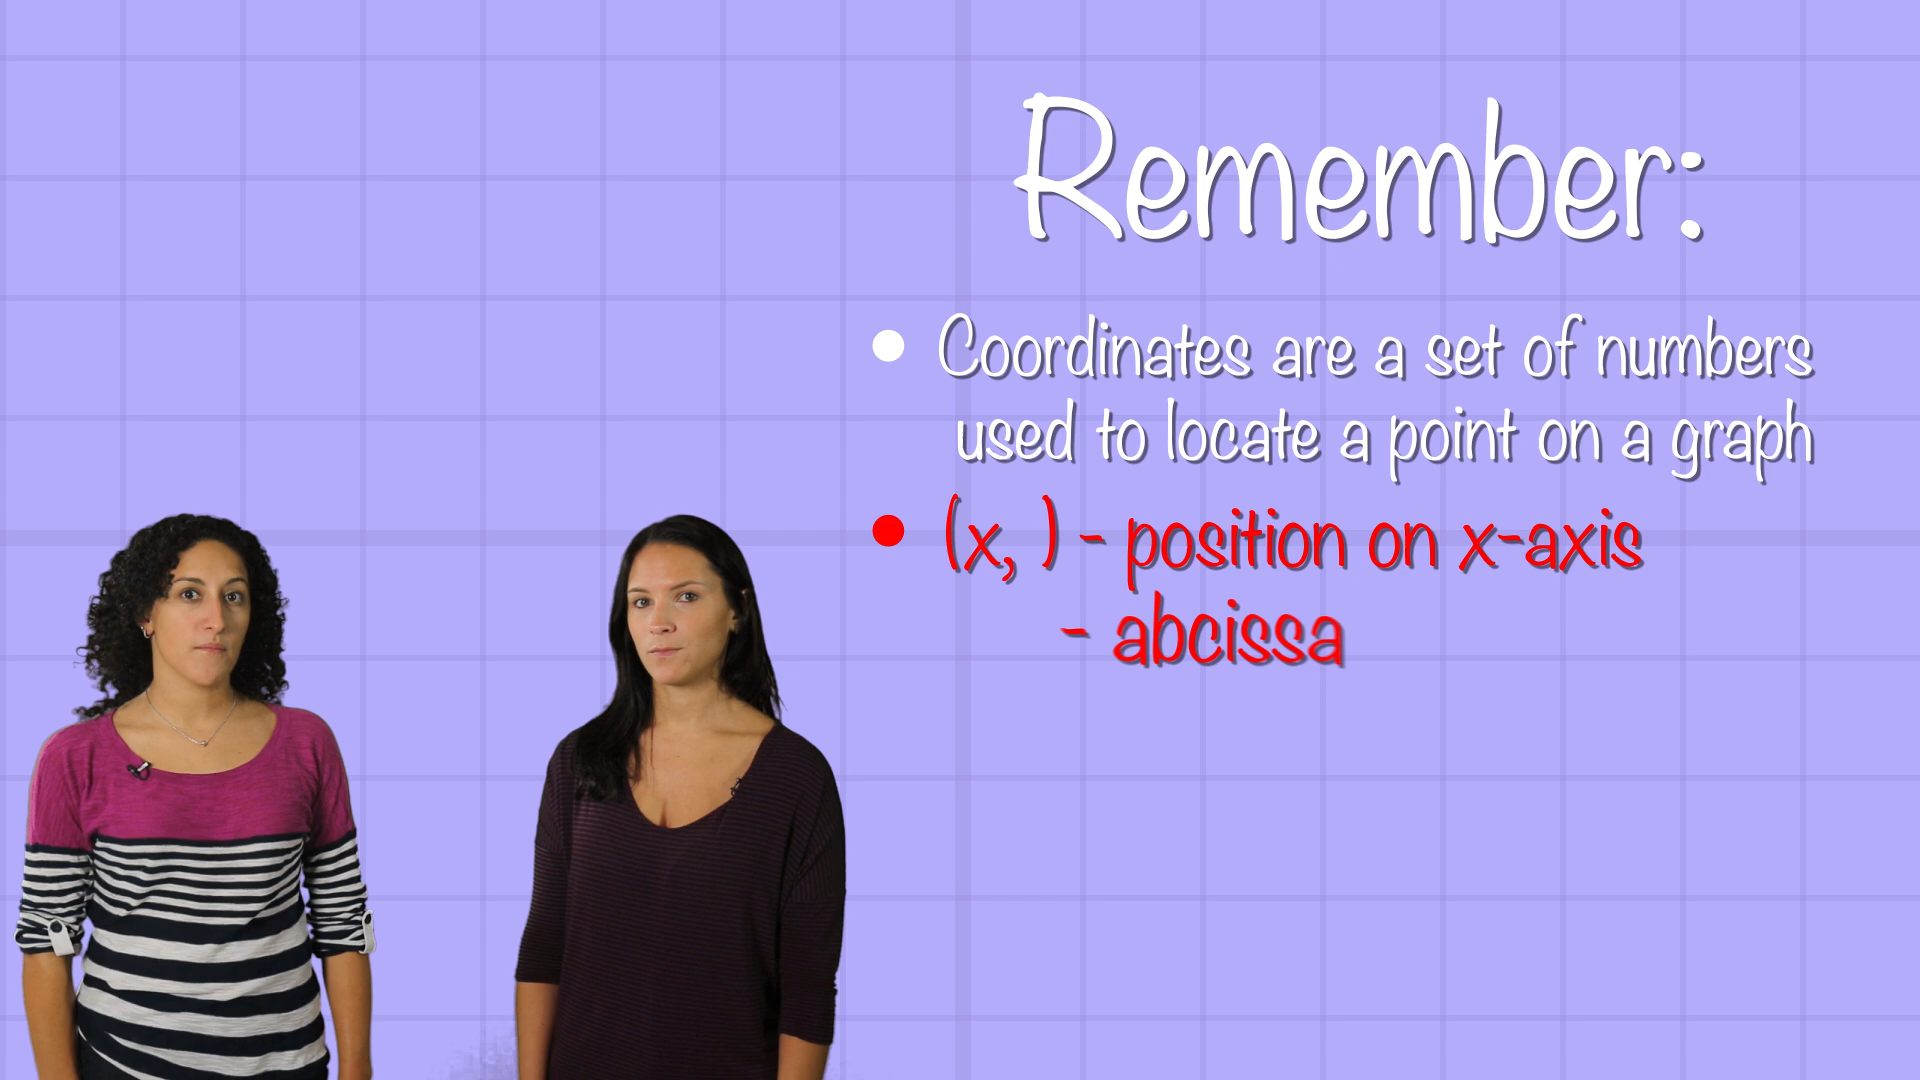 Remember:
• Coordinates are a set of numbers
used to locate a point on a graph
• (x, ) - position on x-axis
- abcissa